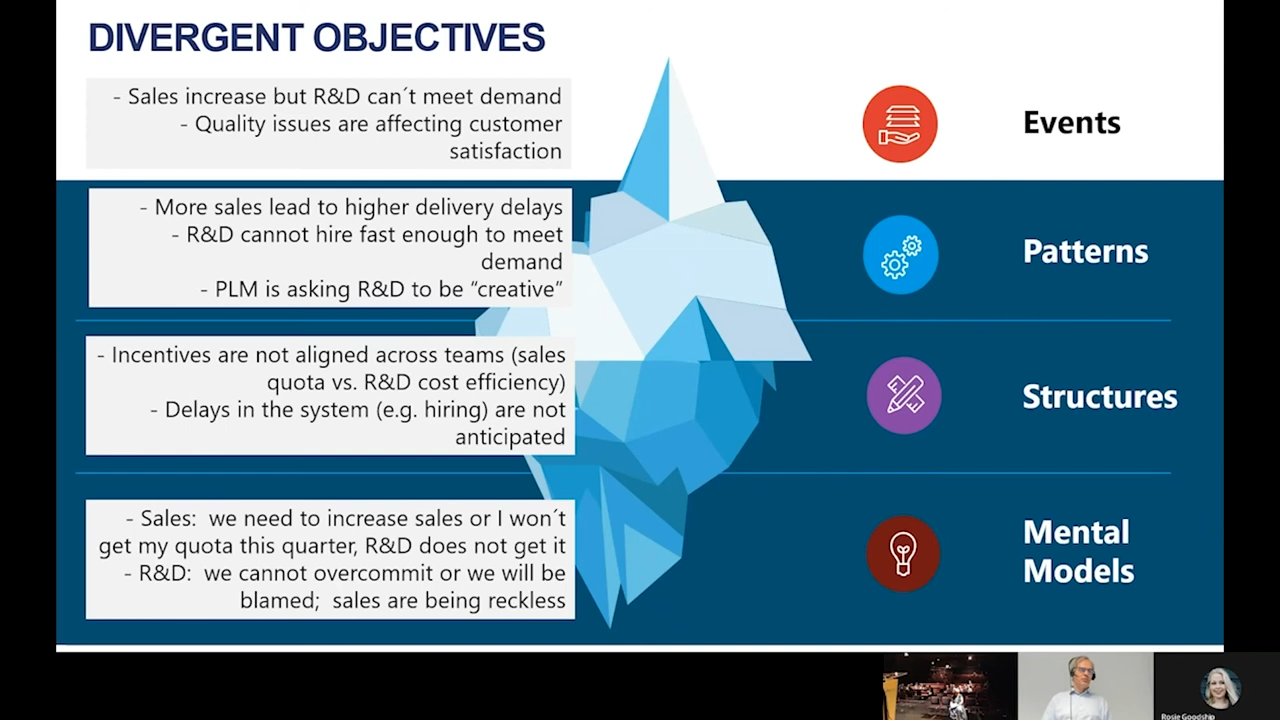 DIVERGENT OBJECTIVES
- Sales increase but R&D can´t meet demand
- Quality issues are affecting customer
satisfaction
Events
- More sales lead to higher delivery delays
- R&D cannot hire fast enough to meet
demand
- PLM is asking R&D to be “creative”
Patterns
- Incentives are not aligned across teams (sales
quota vs. R&D cost efficiency)
- Delays in the system (e.g. hiring) are not
anticipated
Structures
- Sales:  we need to increase sales or I won´t
get my quota this quarter, R&D does not get it
- R&D:  we cannot overcommit or we will be
blamed;  sales are being reckless
Mental
Models
Rosie Goodship